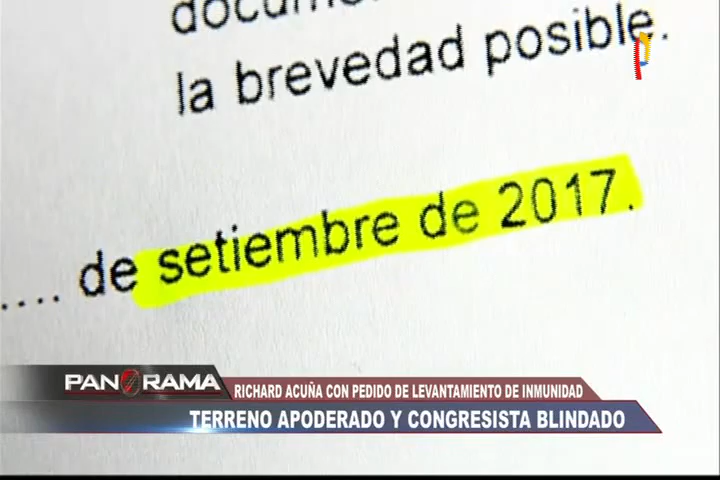 la brevedad posible.
.... de setiembre de 2017.
PANORAMA
RICHARD ACUÑA CON PEDIDO DE LEVANTAMIENTO DE INMUNIDAD
TERRENO APODERADO Y CONGRESISTA BLINDADO